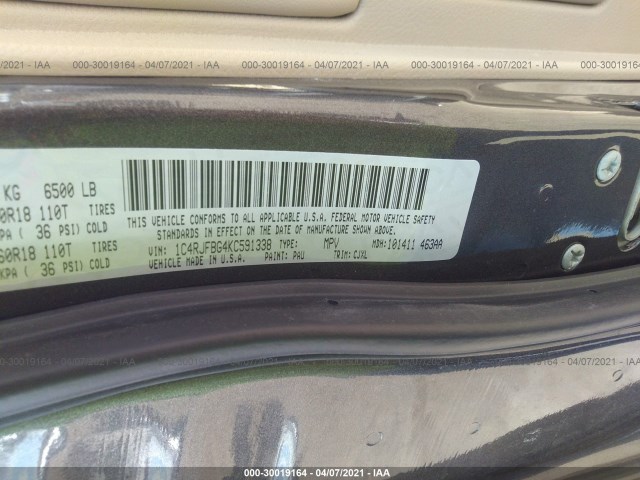 000-30019164 - 04/07/2021 - IAA 000-30019164 - 04/07/2021 - IAA 000-30019164 - 04/07/2021 - IAA
KG 6500 LB
0R18 110T TIRES
KPA ( 36 PSI) COLD
60R18 110T TIRES
KPA ( 36 PSI) COLD
THIS VEHICLE CONFORMS TO ALL APPLICABLE U.S.A. FEDERAL MOTOR VEHICLE SAFETY
STANDARDS IN EFFECT ON THE DATE OF MANUFACTURE SHOWN ABOVE.
VIN: 1C4RJFBG4KC591338 TYPE: MPV MDH: 101411 463AA
VEHICLE MADE IN U.S.A. PAINT: PAU TRIM: CJXL
000-30019164 - 04/07/2021 - IAA 000-30019164 - 04/07/2021 - IAA 000-30019164 - 04/07/2021 - IAA
000-30019164 - 04/07/2021 - IAA